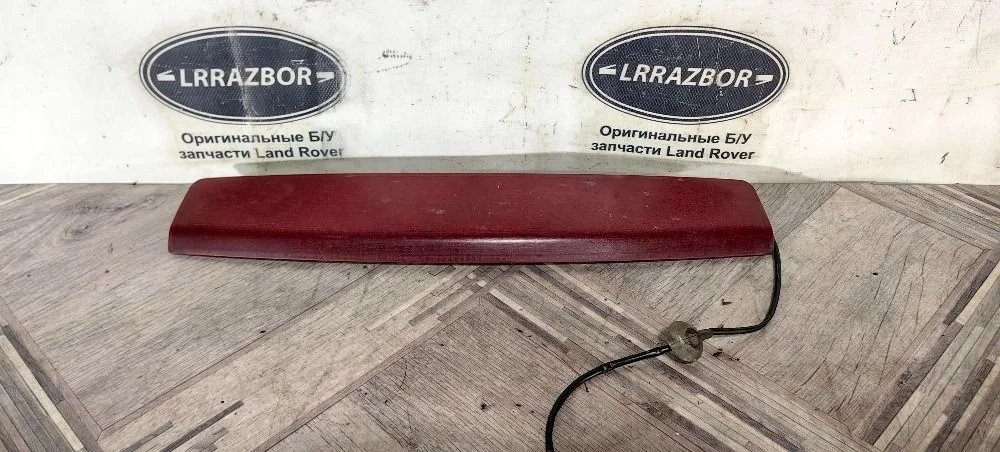 LRRAZBOR
Оригинальные Б/У
запчасти Land Rover
LRRAZBOR
Оригинальные Б/У
запчасти Land Rover